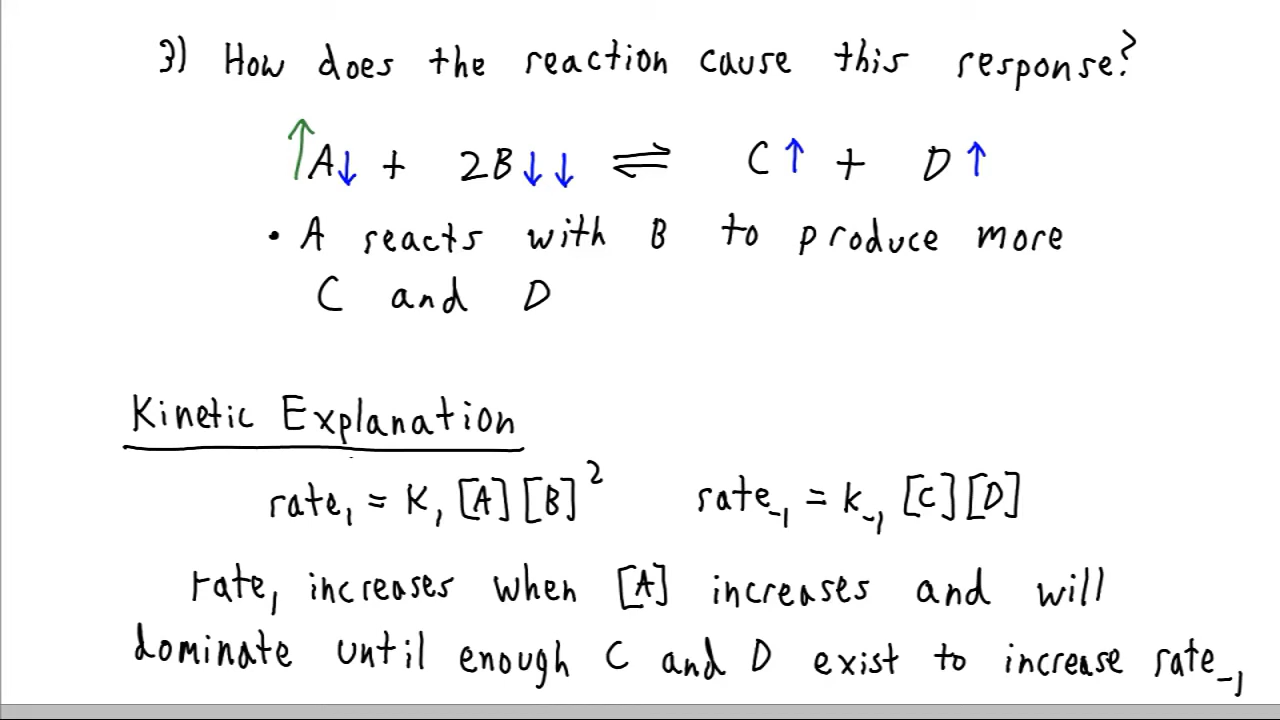 3) How does the reaction cause this response?
↑A↓ + 2B↓↓ ⇌ C↑ + D↑
• A reacts with B to produce more
C and D
Kinetic Explanation
rate₁ = K₁ [A][B]² rate₋₁ = k₋₁ [C][D]
rate₁ increases when [A] increases and will
dominate until enough C and D exist to increase rate₋₁